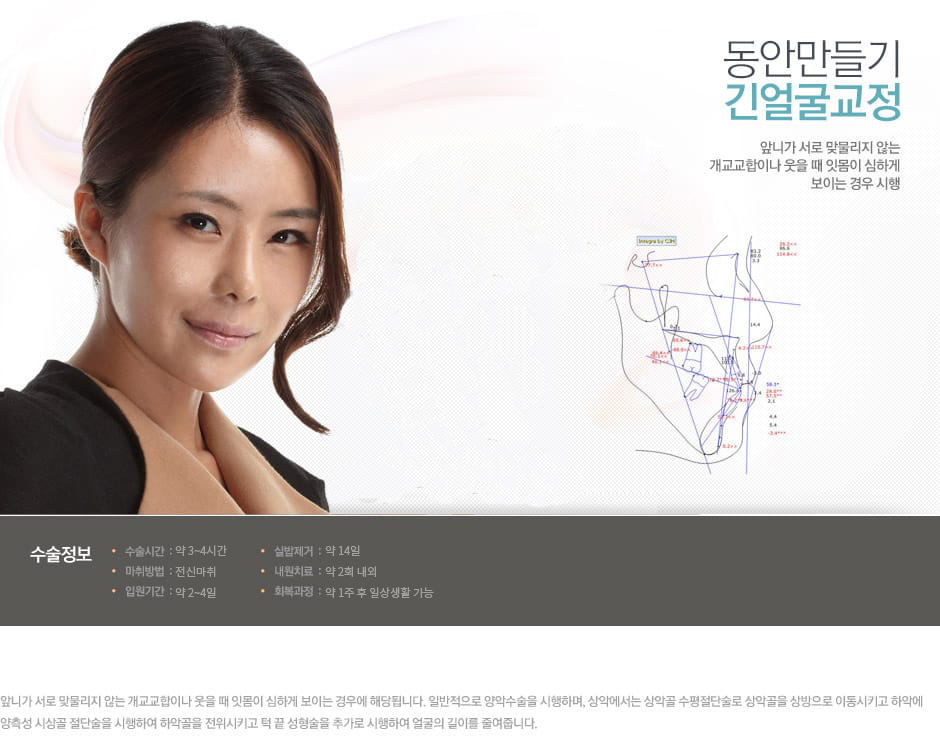 동안만들기
긴얼굴교정
앞니가 서로 맞물리지 않는
개교교합이나 웃을 때 잇몸이 심하게
보이는 경우 시행
Integra by CJH
수술정보
수술시간 : 약 3~4시간
마취방법 : 전신마취
입원기간 : 약 2~4일
실밥제거 : 약 14일
내원치료 : 약 2회 내외
회복과정 : 약 1주 후 일상생활 가능
앞니가 서로 맞물리지 않는 개교교합이나 웃을 때 잇몸이 심하게 보이는 경우에 해당됩니다. 일반적으로 양악수술을 시행하며, 상악에서는 상악골 수평절단술로 상악골을 상방으로 이동시키고 하악에
양측성 시상골 절단술을 시행하여 하악골을 전위시키고 턱 끝 성형술을 추가로 시행하여 얼굴의 길이를 줄여줍니다.